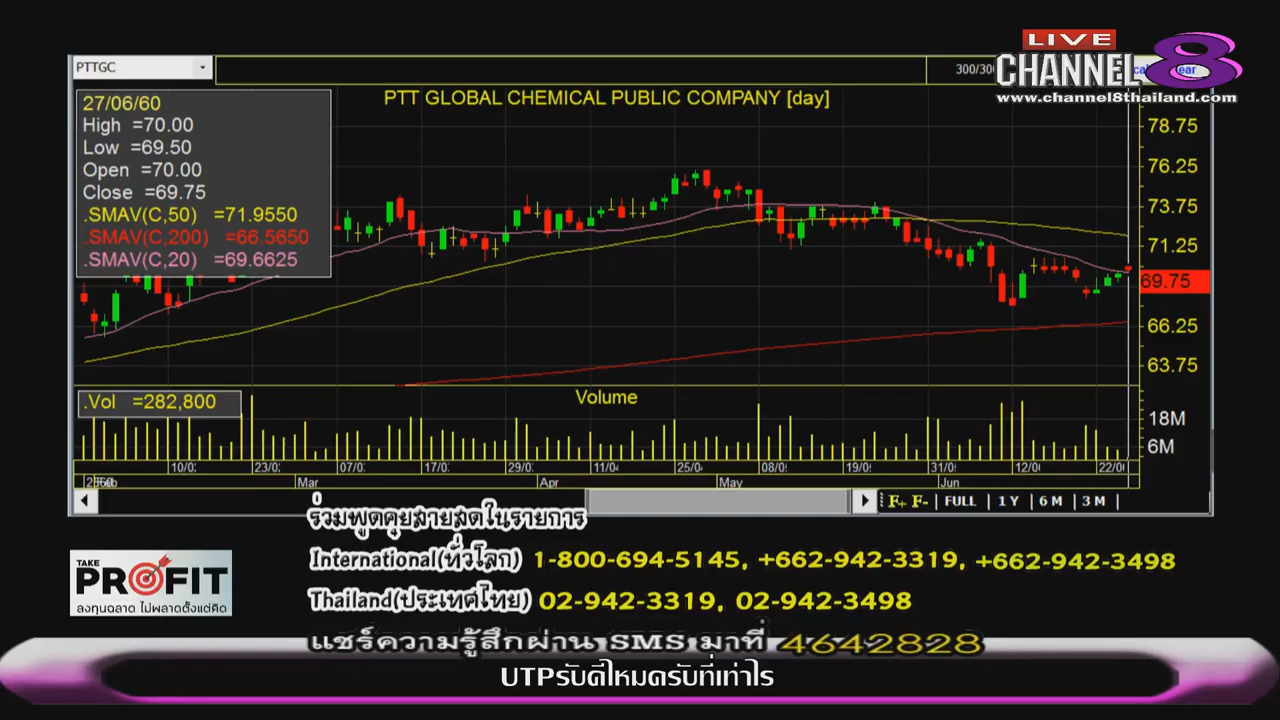 LIVE
CHANNEL 8
www.channel8thailand.com
PTTGC
300/300
PTT GLOBAL CHEMICAL PUBLIC COMPANY [day]
27/06/60
High =70.00
Low =69.50
Open =70.00
Close =69.75
.SMAV(C,50) =71.9550
.SMAV(C,200) =66.5650
.SMAV(C,20) =69.6625
78.75
76.25
73.75
71.25
69.75
66.25
63.75
.Vol =282,800
Volume
18M
6M
10/0 23/0 07/0 17/0 29/0 11/0 25/0 08/0 19/0 31/0 12/0 22/0
Mar Apr May Jun
F+ F- FULL 1 Y 6 M 3 M
ร่วมพูดคุยสายสดในรายการ
International(ทั่วโลก) 1-800-694-5145, +662-942-3319, +662-942-3498
Thailand(ประเทศไทย) 02-942-3319, 02-942-3498
แชร์ความรู้สึกผ่าน SMS มาที่ 4642828
TAKE
PROFIT
ลงทุนฉลาด ไม่พลาดตั้งแต่คิด
UTPรับดีไหมดรับที่เท่าไร